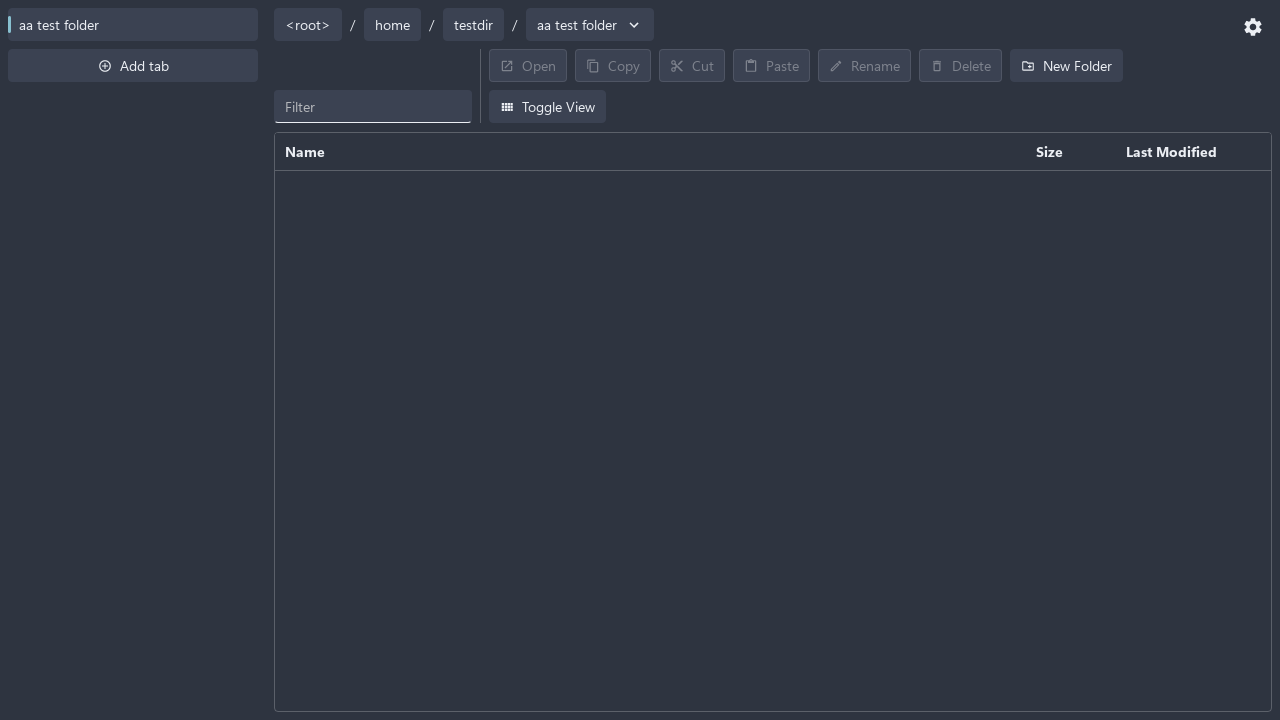 aa test folder
Add tab
<root> / home / testdir / aa test folder
Open Copy Cut Paste Rename Delete New Folder
Filter Toggle View
Name Size Last Modified